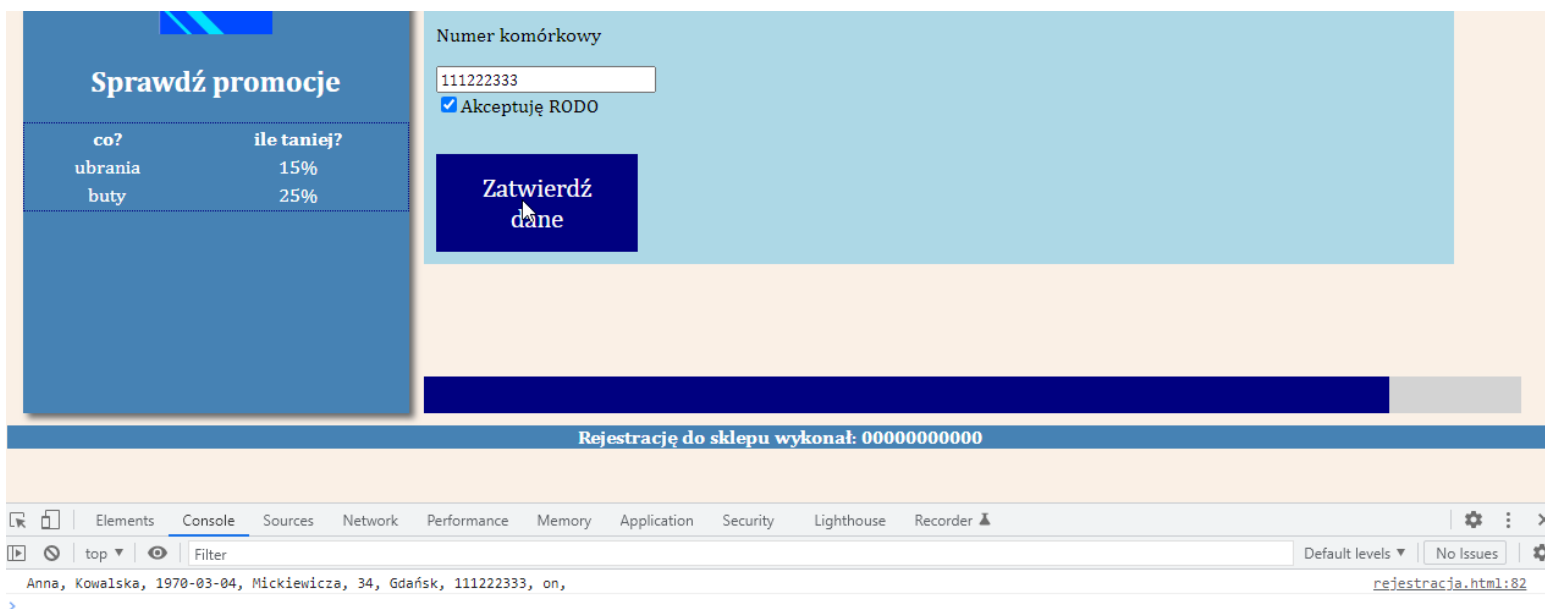 Numer komórkowy
111222333
Akceptuję RODO
Zatwierdź
dane
Sprawdź promocje
co? ile taniej?
ubrania 15%
buty 25%
Rejestrację do sklepu wykonał: 00000000000
Elements Console Sources Network Performance Memory Application Security Lighthouse Recorder
top Filter Default levels No Issues
Anna, Kowalska, 1970-03-04, Mickiewicza, 34, Gdańsk, 111222333, on, rejestracja.html:82